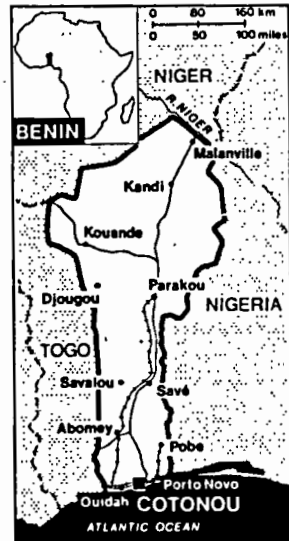 0 80 160 km
0 50 100 miles
NIGER
R. NIGER
BENIN
Malanville
Kandi
Kouande
Djougou
Parakou
NIGERIA
TOGO
Savalou
Savé
Abomey
Pobe
Porto Novo
Ouidah
COTONOU
ATLANTIC OCEAN